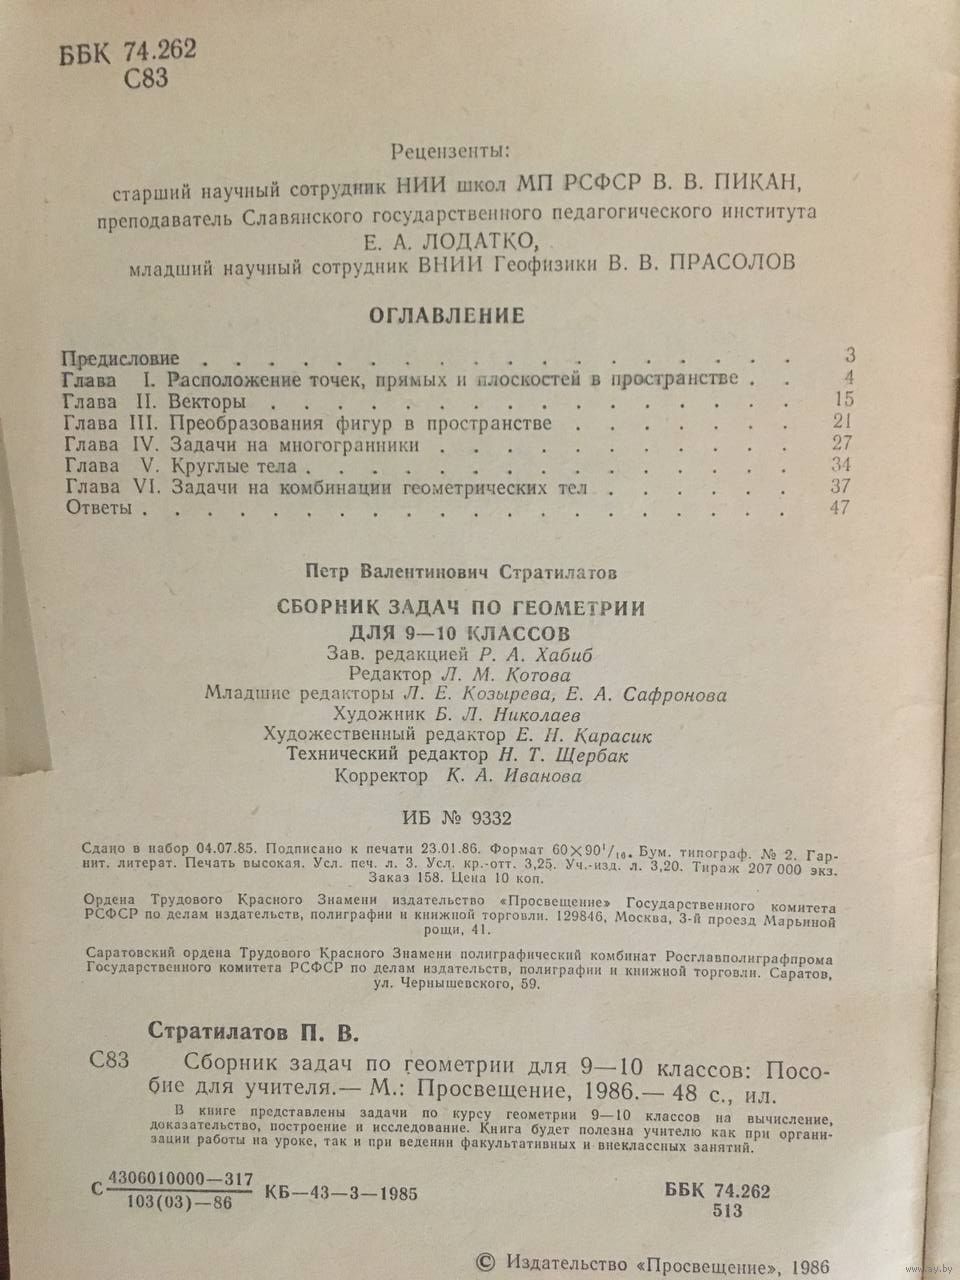 ББК 74.262
С83
Рецензенты:
старший научный сотрудник НИИ школ МП РСФСР В. В. ПИКАН,
преподаватель Славянского государственного педагогического института
Е. А. ЛОДАТКО,
младший научный сотрудник ВНИИ Геофизики В. В. ПРАСОЛОВ
ОГЛАВЛЕНИЕ
Предисловие . . . . . . . . . . . . . . . . . . 3
Глава I. Расположение точек, прямых и плоскостей в пространстве . . 4
Глава II. Векторы . . . . . . . . . . . . . . . . 15
Глава III. Преобразования фигур в пространстве . . . . . . . 21
Глава IV. Задачи на многогранники . . . . . . . . . . . 27
Глава V. Круглые тела . . . . . . . . . . . . . . . 34
Глава VI. Задачи на комбинации геометрических тел . . . . . . 37
Ответы . . . . . . . . . . . . . . . . . . . . 47
Петр Валентинович Стратилатов
СБОРНИК ЗАДАЧ ПО ГЕОМЕТРИИ
ДЛЯ 9—10 КЛАССОВ
Зав. редакцией Р. А. Хабиб
Редактор Л. М. Котова
Младшие редакторы Л. Е. Козырева, Е. А. Сафронова
Художник Б. Л. Николаев
Художественный редактор Е. Н. Карасик
Технический редактор Н. Т. Щербак
Корректор К. А. Иванова
ИБ № 9332
Сдано в набор 04.07.85. Подписано к печати 23.01.86. Формат 60×90¹/₁₆. Бум. типограф. № 2. Гар-
нит. литерат. Печать высокая. Усл. печ. л. 3. Усл. кр.-отт. 3,25. Уч.-изд. л. 3,20. Тираж 207 000 экз.
Заказ 158. Цена 10 коп.
Ордена Трудового Красного Знамени издательство «Просвещение» Государственного комитета
РСФСР по делам издательств, полиграфии и книжной торговли. 129846, Москва, 3-й проезд Марьиной
рощи, 41.
Саратовский ордена Трудового Красного Знамени полиграфический комбинат Росглавполиграфпрома
Государственного комитета РСФСР по делам издательств, полиграфии и книжной торговли. Саратов,
ул. Чернышевского, 59.
Стратилатов П. В.
С83 Сборник задач по геометрии для 9—10 классов: Посо-
бие для учителя.— М.: Просвещение, 1986.— 48 с., ил.
В книге представлены задачи по курсу геометрии 9—10 классов на вычисление,
доказательство, построение и исследование. Книга будет полезна учителю как при органи-
зации работы на уроке, так и при ведении факультативных и внеклассных занятий.
С 4306010000—317
103(03)—86 КБ—43—3—1985
ББК 74.262
513
© Издательство «Просвещение», 1986
www.ay.by